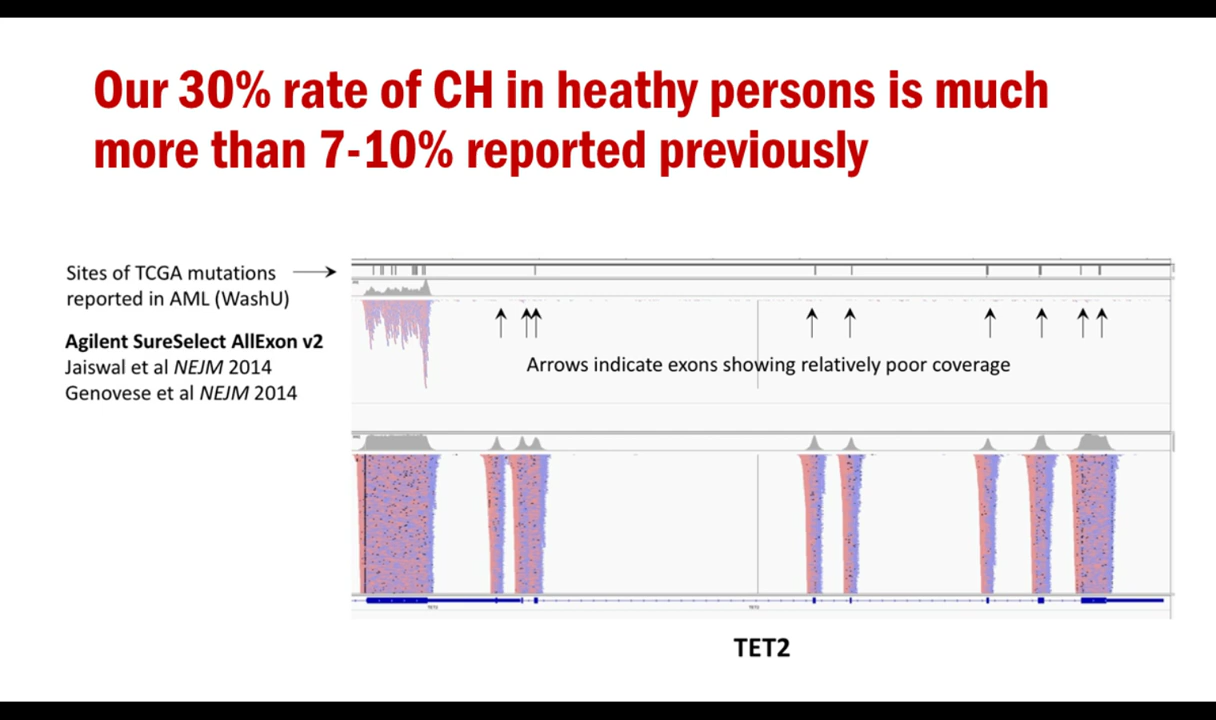 Our 30% rate of CH in heathy persons is much
more than 7-10% reported previously
Sites of TCGA mutations
reported in AML (WashU)
Agilent SureSelect AllExon v2
Jaiswal et al NEJM 2014
Genovese et al NEJM 2014
Arrows indicate exons showing relatively poor coverage
TET2